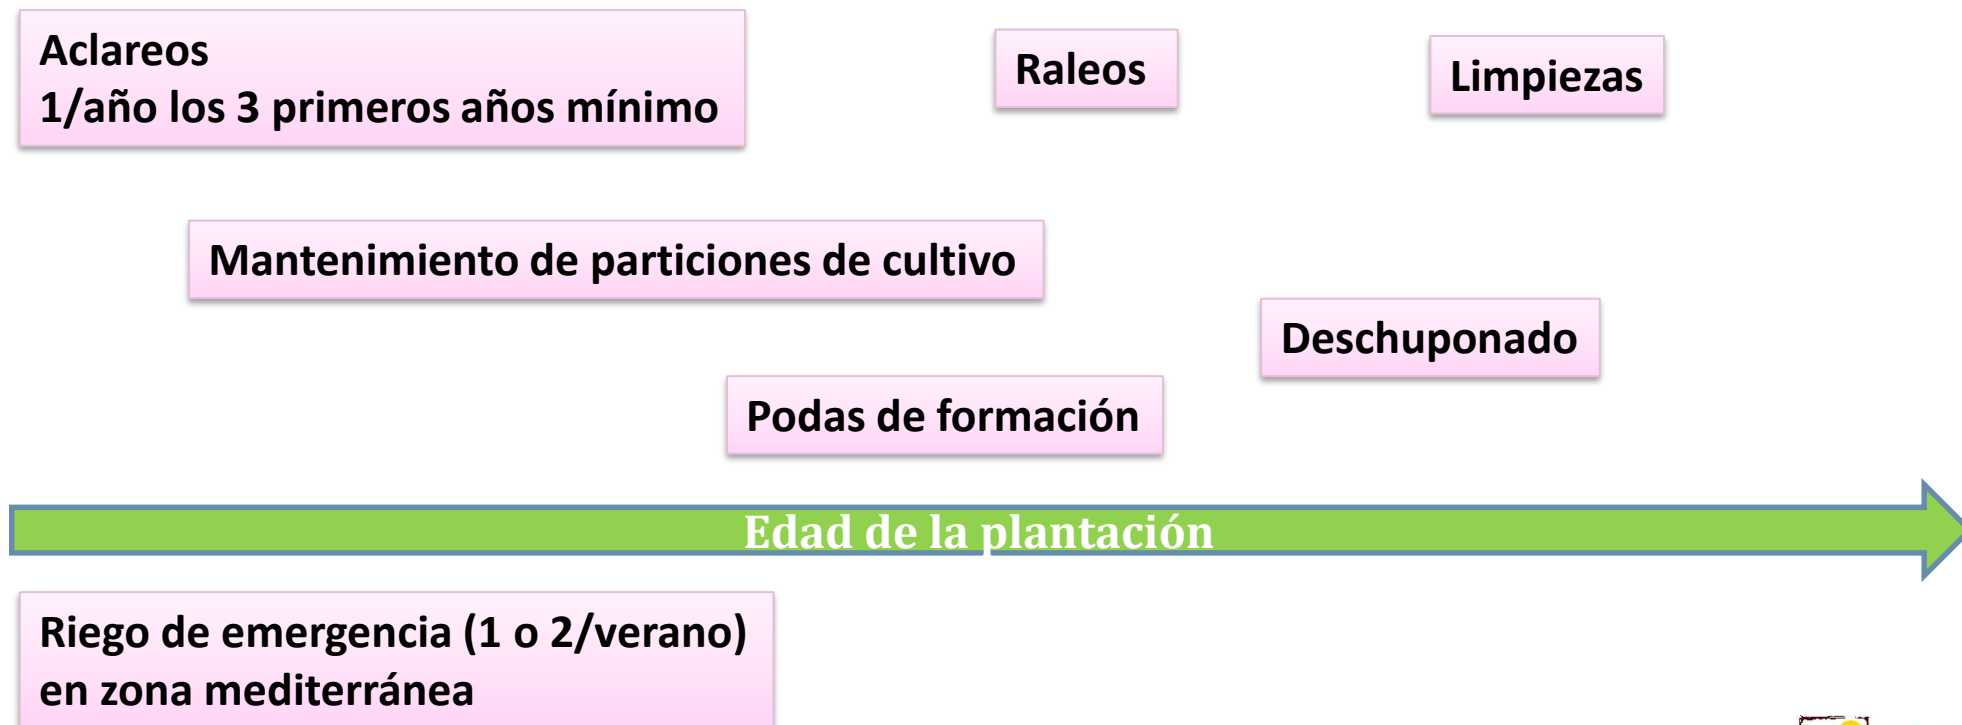 Aclareos
1/año los 3 primeros años mínimo
Raleos
Limpiezas
Mantenimiento de particiones de cultivo
Deschuponado
Podas de formación
Edad de la plantación
Riego de emergencia (1 o 2/verano)
en zona mediterránea